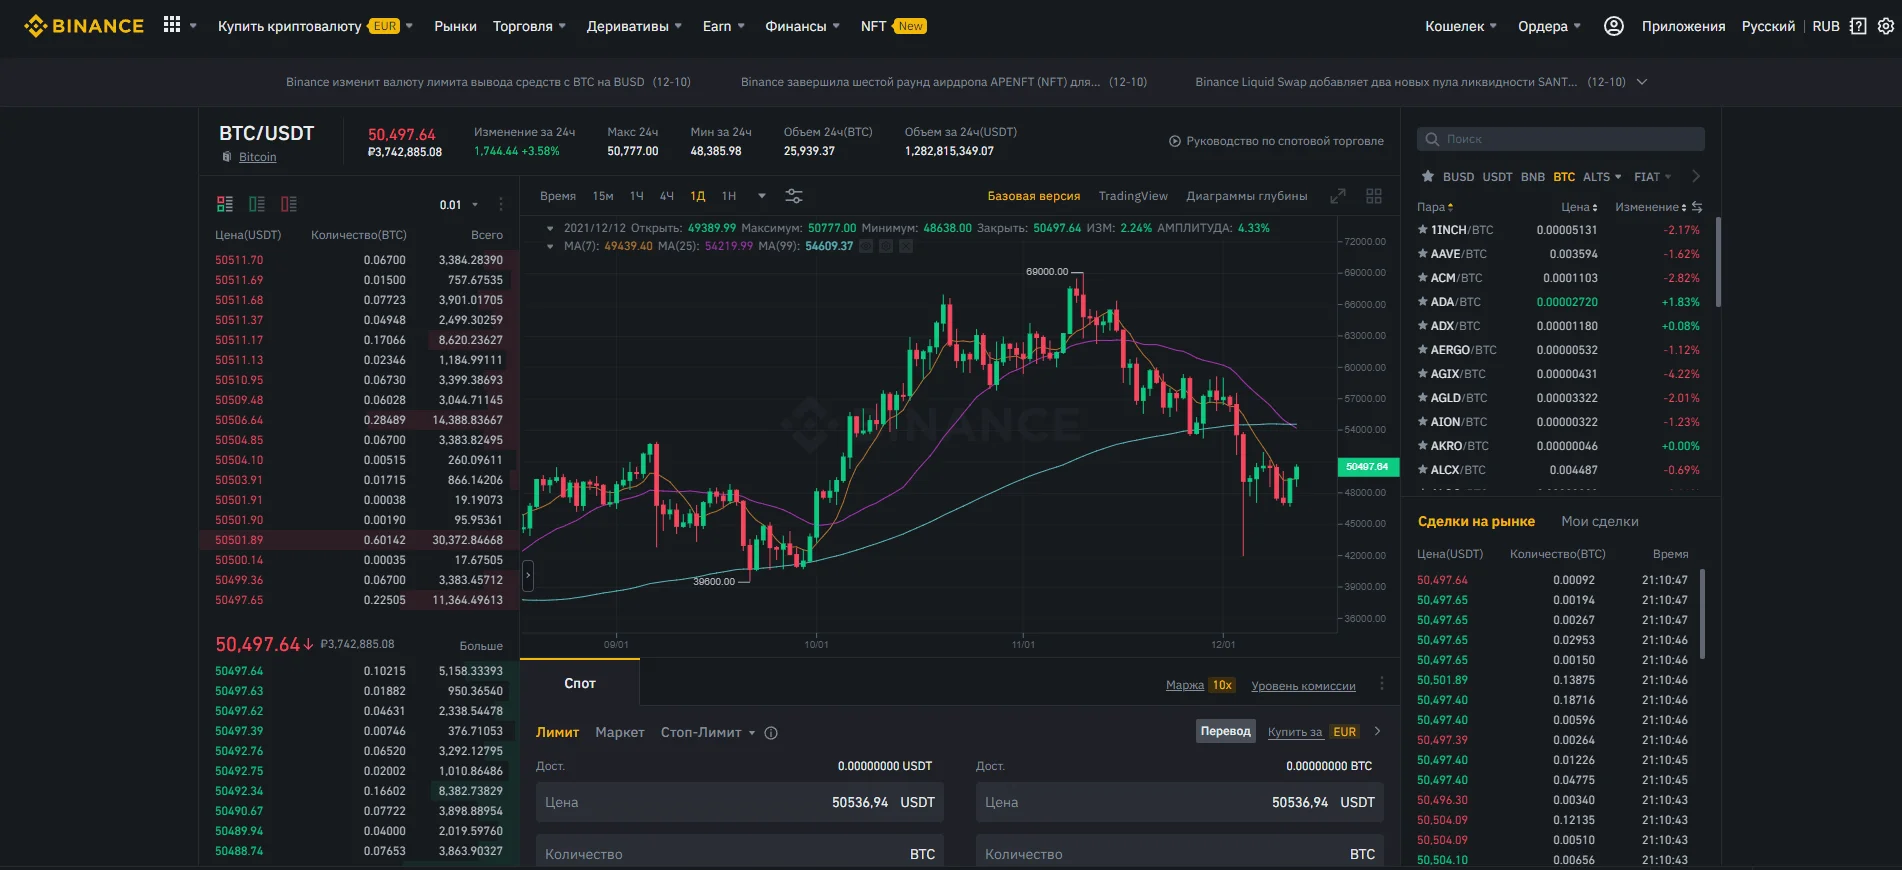 BINANCE
Купить криптовалюту EUR
Рынки
Торговля
Деривативы
Earn
Финансы
NFT New
Кошелек
Ордера
Приложения
Русский
RUB
Binance изменит валюту лимита вывода средств с BTC на BUSD (12-10)
Binance завершила шестой раунд аирдропа APENFT (NFT) для... (12-10)
Binance Liquid Swap добавляет два новых пула ликвидности SANT... (12-10)
BTC/USDT
Bitcoin
50,497.64
₽3,742,885.08
Изменение за 24ч
1,744.44 +3.58%
Макс 24ч
50,777.00
Мин за 24ч
48,385.98
Объем 24ч(BTC)
25,939.37
Объем за 24ч(USDT)
1,282,815,349.07
Руководство по спотовой торговле
0.01
Цена(USDT) Количество(BTC) Всего
50511.70 0.06700 3,384.28390
50511.69 0.01500 757.67535
50511.68 0.07723 3,901.01705
50511.37 0.04948 2,499.30259
50511.17 0.17066 8,620.23627
50511.13 0.02346 1,184.99111
50510.95 0.06730 3,399.38693
50509.48 0.06028 3,044.71145
50506.64 0.28489 14,388.83667
50504.85 0.06700 3,383.82495
50504.10 0.00515 260.09611
50503.91 0.01715 866.14206
50501.91 0.00038 19.19073
50501.90 0.00190 95.95361
50501.89 0.60142 30,372.84668
50500.14 0.00035 17.67505
50499.36 0.06700 3,383.45712
50497.65 0.22505 11,364.49613
50,497.64↓ ₽3,742,885.08 Больше
50497.64 0.10215 5,158.33393
50497.63 0.01882 950.36540
50497.62 0.04631 2,338.54478
50497.39 0.00746 376.71053
50492.76 0.06520 3,292.12795
50492.75 0.02002 1,010.86486
50492.34 0.16602 8,382.73829
50490.67 0.07722 3,898.88954
50489.94 0.04000 2,019.59760
50488.74 0.07653 3,863.90327
Время 15м 1Ч 4Ч 1Д 1Н
Базовая версия TradingView Диаграммы глубины
2021/12/12 Открыть: 49389.99 Максимум: 50777.00 Минимум: 48638.00 Закрыть: 50497.64 ИЗМ: 2.24% АМПЛИТУДА: 4.33%
MA(7): 49439.40 MA(25): 54219.99 MA(99): 54609.37
69000.00
39600.00
BINANCE
72000.00
69000.00
66000.00
63000.00
60000.00
57000.00
54000.00
50497.64
48000.00
45000.00
42000.00
39000.00
36000.00
09/01 10/01 11/01 12/01
Спот
Маржа 10x Уровень комиссии
Лимит Маркет Стоп-Лимит
Перевод Купить за EUR
Дост. 0.00000000 USDT
Цена 50536,94 USDT
Количество BTC
Дост. 0.00000000 BTC
Цена 50536,94 USDT
Количество BTC
Поиск
BUSD USDT BNB BTC ALTS FIAT
Пара Цена Изменение
1INCH/BTC 0.00005131 -2.17%
AAVE/BTC 0.003594 -1.62%
ACM/BTC 0.0001103 -2.82%
ADA/BTC 0.00002720 +1.83%
ADX/BTC 0.00001180 +0.08%
AERGO/BTC 0.00000532 -1.12%
AGIX/BTC 0.00000431 -4.22%
AGLD/BTC 0.00003322 -2.01%
AION/BTC 0.00000322 -1.23%
AKRO/BTC 0.00000046 +0.00%
ALCX/BTC 0.004487 -0.69%
Сделки на рынке Мои сделки
Цена(USDT) Количество(BTC) Время
50,497.64 0.00092 21:10:47
50,497.65 0.00194 21:10:47
50,497.65 0.00267 21:10:47
50,497.65 0.02953 21:10:46
50,497.65 0.00150 21:10:46
50,501.89 0.13875 21:10:46
50,497.40 0.18716 21:10:46
50,497.40 0.00596 21:10:46
50,497.39 0.00264 21:10:46
50,497.40 0.01226 21:10:45
50,497.40 0.04775 21:10:45
50,496.30 0.00340 21:10:43
50,504.09 0.12135 21:10:43
50,504.09 0.00510 21:10:43
50,504.10 0.00656 21:10:43